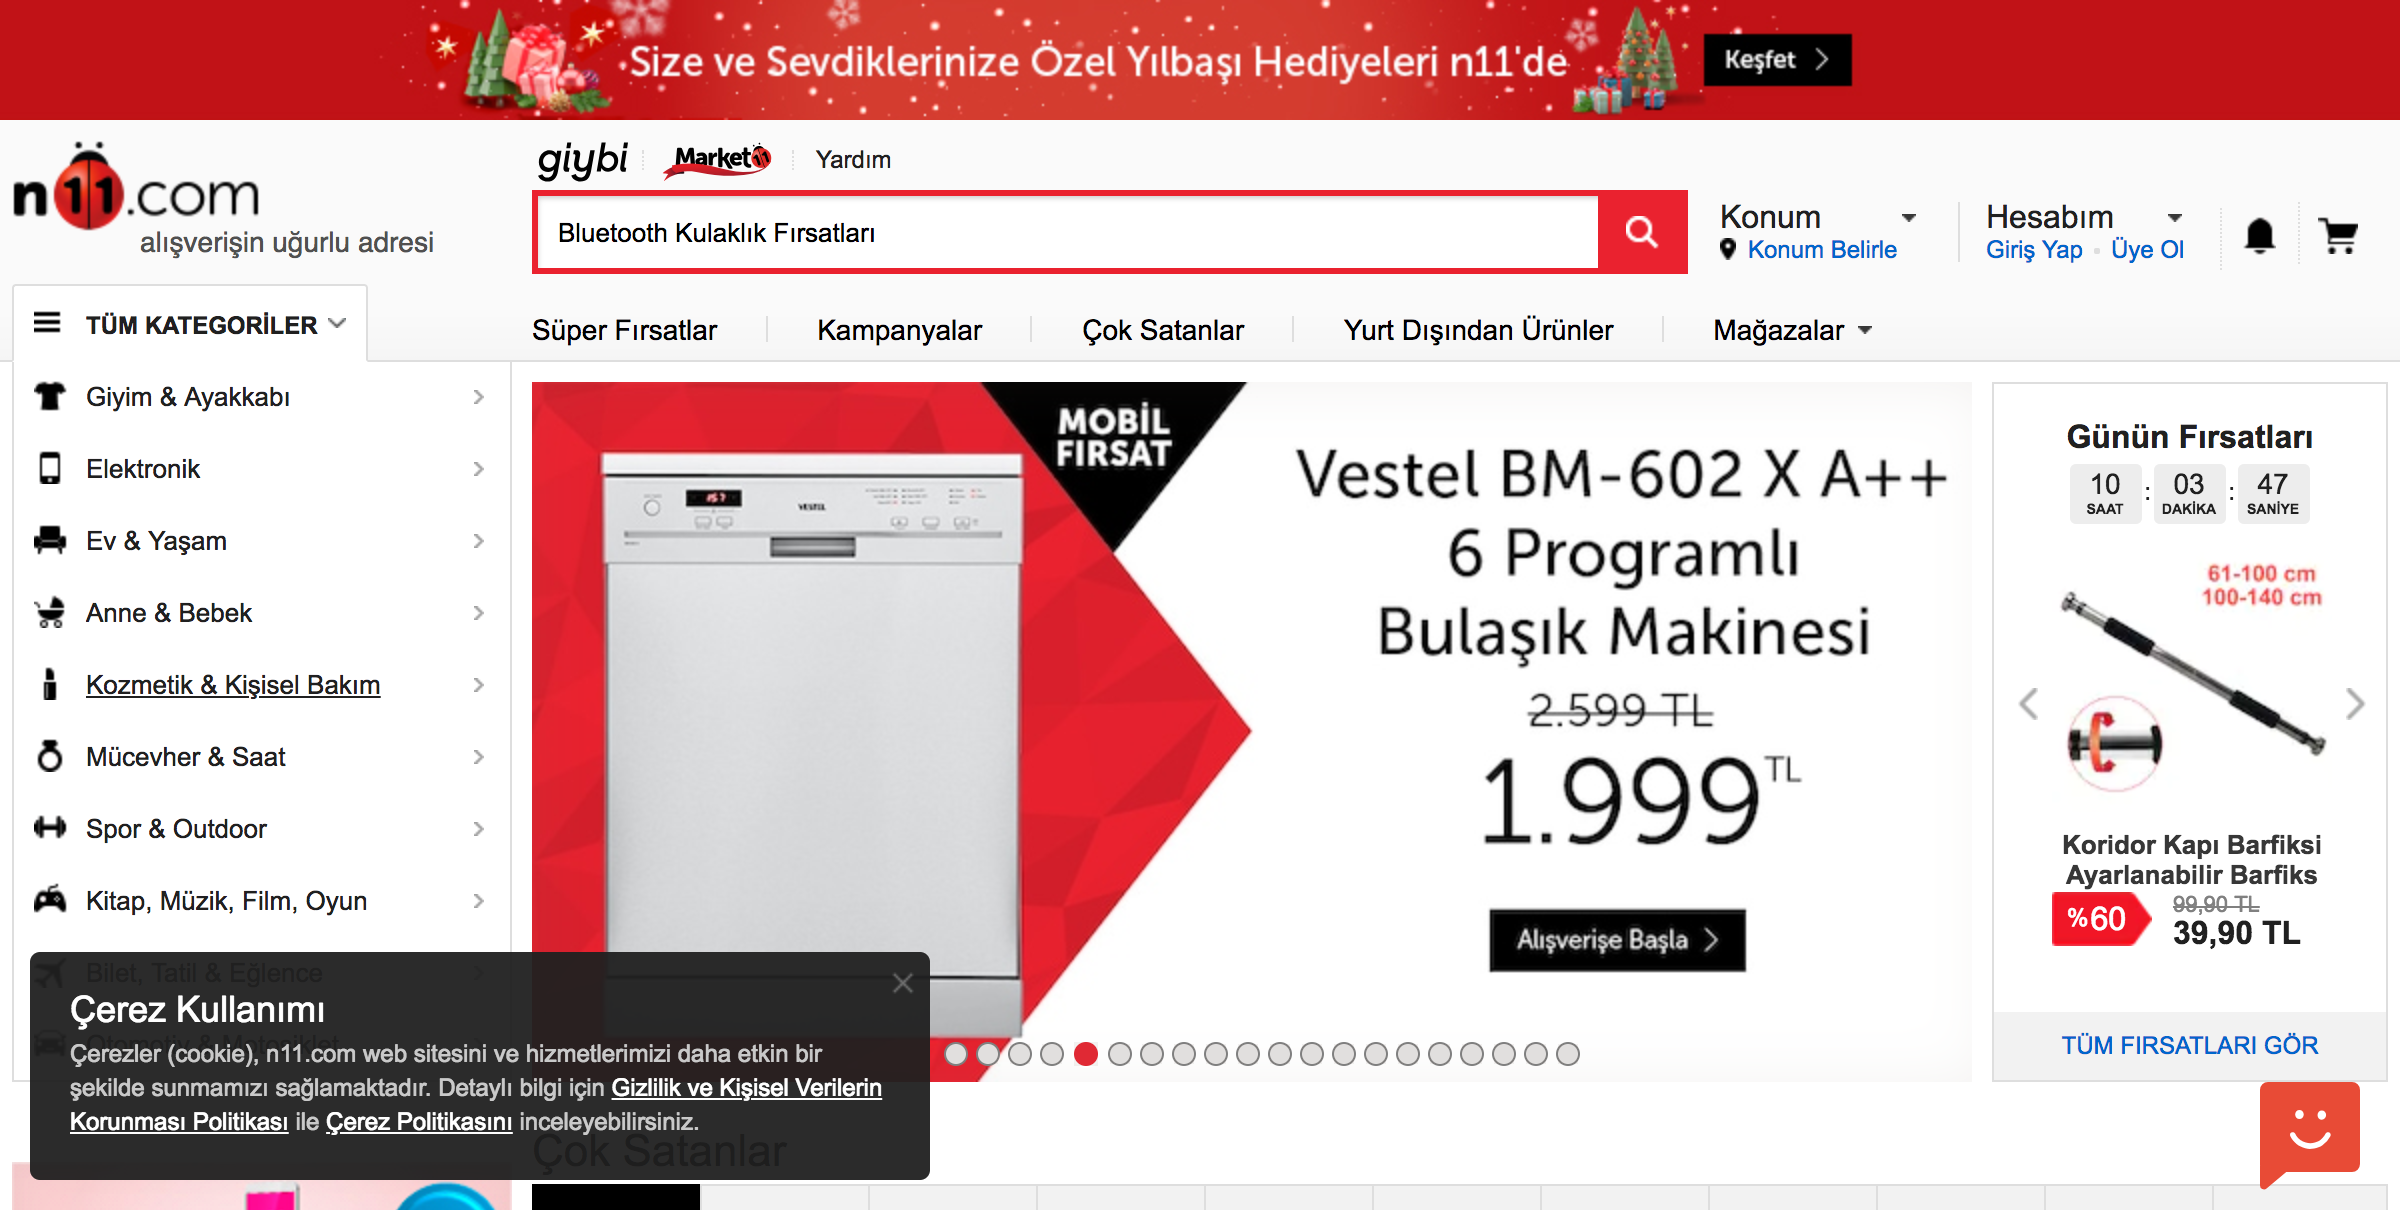 Size ve Sevdiklerinize Özel Yılbaşı Hediyeleri n11'de
Keşfet
n11.com
alışverişin uğurlu adresi
giybi
Market11
Yardım
Bluetooth Kulaklık Fırsatları
Konum
Konum Belirle
Hesabım
Giriş Yap
Üye Ol
TÜM KATEGORİLER
Süper Fırsatlar
Kampanyalar
Çok Satanlar
Yurt Dışından Ürünler
Mağazalar
Giyim & Ayakkabı
Elektronik
Ev & Yaşam
Anne & Bebek
Kozmetik & Kişisel Bakım
Mücevher & Saat
Spor & Outdoor
Kitap, Müzik, Film, Oyun
Bilet, Tatil & Eğlence
Otomotiv & Motosiklet
MOBİL
FIRSAT
VESTEL
Vestel BM-602 X A++
6 Programlı
Bulaşık Makinesi
2.599 TL
1.999 TL
Alışverişe Başla
Günün Fırsatları
10 : 03 : 47
SAAT DAKİKA SANİYE
61-100 cm
100-140 cm
Koridor Kapı Barfiksi
Ayarlanabilir Barfiks
%60
99,90 TL
39,90 TL
TÜM FIRSATLARI GÖR
Çerez Kullanımı
Çerezler (cookie), n11.com web sitesini ve hizmetlerimizi daha etkin bir
şekilde sunmamızı sağlamaktadır. Detaylı bilgi için Gizlilik ve Kişisel Verilerin
Korunması Politikası ile Çerez Politikasını inceleyebilirsiniz.
Çok Satanlar